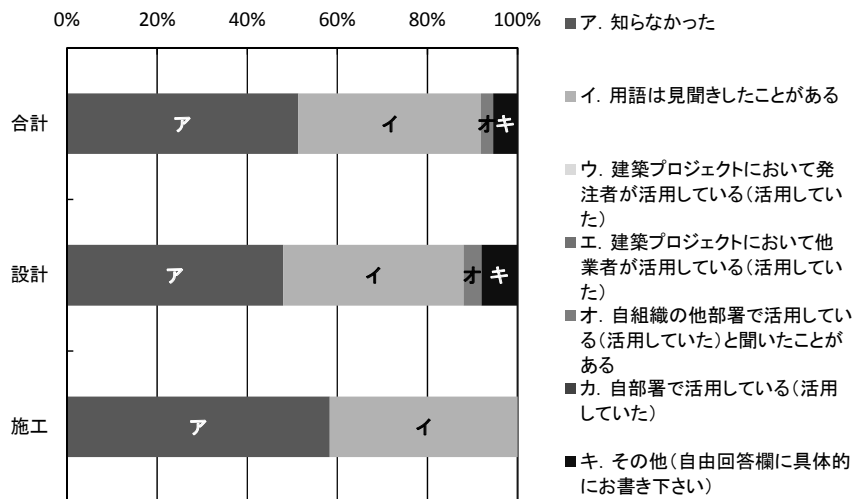 0% 20% 40% 60% 80% 100%
合計
ア イ オ キ
設計
ア イ オ キ
施工
ア イ
ア. 知らなかった
イ. 用語は見聞きしたことがある
ウ. 建築プロジェクトにおいて発
注者が活用している(活用してい
た)
エ. 建築プロジェクトにおいて他
業者が活用している(活用してい
た)
オ. 自組織の他部署で活用してい
る(活用していた)と聞いたことが
ある
カ. 自部署で活用している(活用
していた)
キ. その他(自由回答欄に具体的
にお書き下さい)